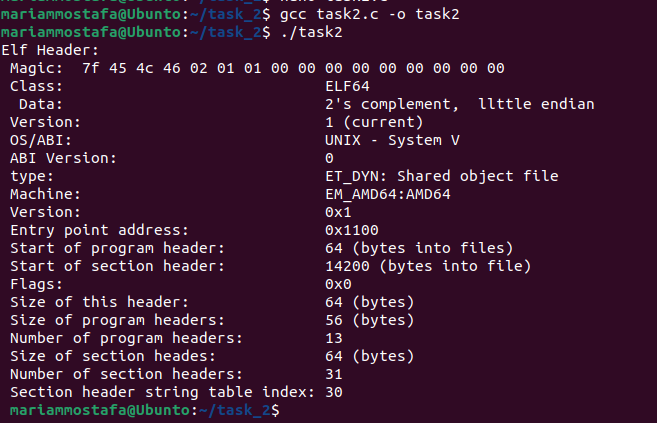 mariammostafa@Ubunto:~/task_2$ gcc task2.c -o task2
mariammostafa@Ubunto:~/task_2$ ./task2
Elf Header:
 Magic:  7f 45 4c 46 02 01 01 00 00 00 00 00 00 00 00 00
 Class:                             ELF64
  Data:                             2's complement,  llttle endian
 Version:                           1 (current)
 OS/ABI:                            UNIX - System V
 ABI Version:                       0
 type:                              ET_DYN: Shared object file
 Machine:                           EM_AMD64:AMD64
 Version:                           0x1
 Entry point address:               0x1100
 Start of program header:           64 (bytes into files)
 Start of section header:           14200 (bytes into file)
 Flags:                             0x0
 Size of this header:               64 (bytes)
 Size of program headers:           56 (bytes)
 Number of program headers:         13
 Size of section heades:            64 (bytes)
 Number of section headers:         31
 Section header string table index: 30
 mariammostafa@Ubunto:~/task_2$